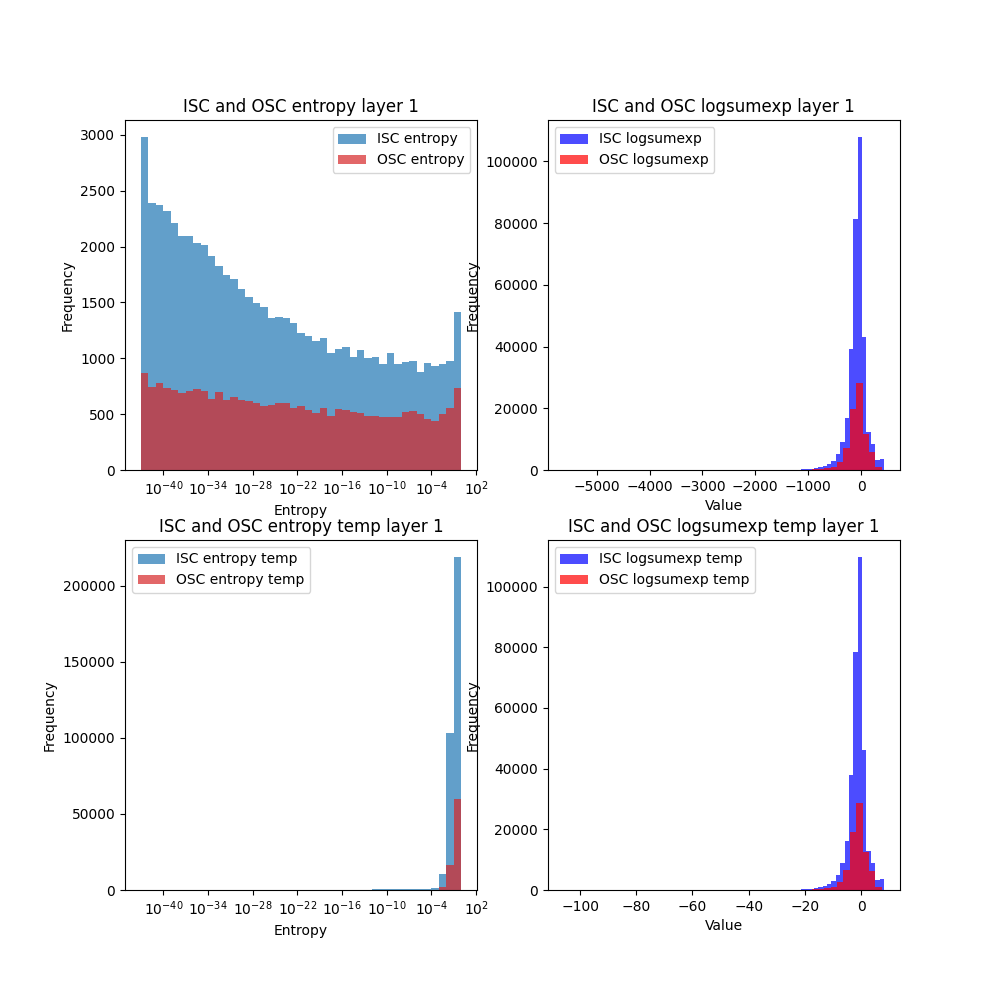 ISC and OSC entropy layer 1
ISC entropy
OSC entropy
3000
2500
2000
1500
1000
500
0
Frequency
10⁻⁴⁰ 10⁻³⁴ 10⁻²⁸ 10⁻²² 10⁻¹⁶ 10⁻¹⁰ 10⁻⁴ 10²
Entropy
ISC and OSC logsumexp layer 1
ISC logsumexp
OSC logsumexp
100000
80000
60000
40000
20000
0
Frequency
−5000 −4000 −3000 −2000 −1000 0
Value
ISC and OSC entropy temp layer 1
ISC entropy temp
OSC entropy temp
200000
150000
100000
50000
0
Frequency
10⁻⁴⁰ 10⁻³⁴ 10⁻²⁸ 10⁻²² 10⁻¹⁶ 10⁻¹⁰ 10⁻⁴ 10²
Entropy
ISC and OSC logsumexp temp layer 1
ISC logsumexp temp
OSC logsumexp temp
100000
80000
60000
40000
20000
0
Frequency
−100 −80 −60 −40 −20 0
Value